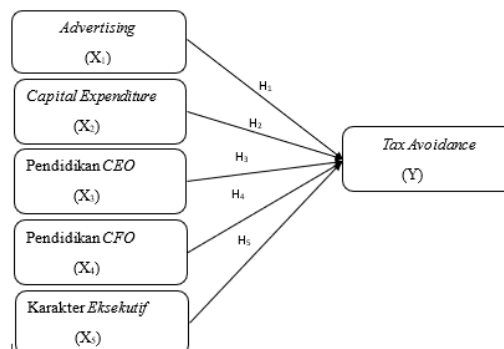 Advertising
(X₁)
H₁
Capital Expenditure
(X₂)
H₂
Tax Avoidance
(Y)
Pendidikan CEO
(X₃)
H₃
Pendidikan CFO
(X₄)
H₄
Karakter Eksekutif
(X₅)
H₅